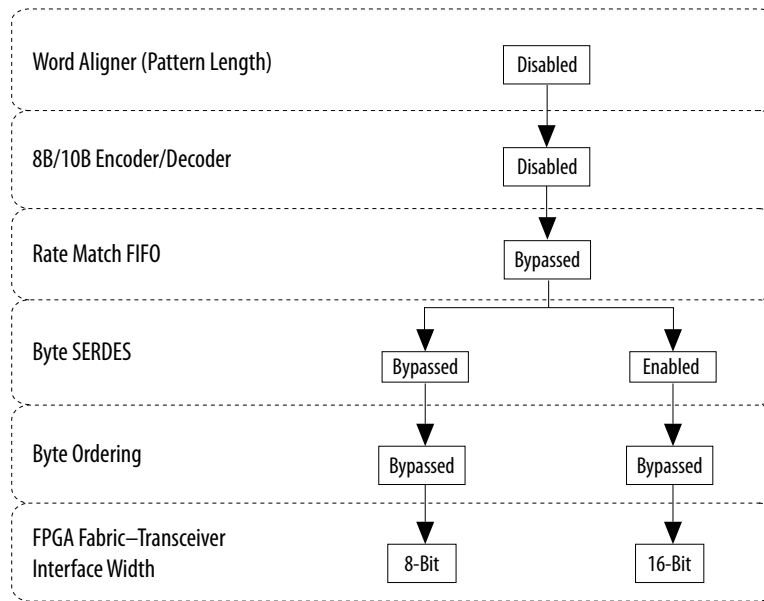 Word Aligner (Pattern Length)
Disabled
8B/10B Encoder/Decoder
Disabled
Rate Match FIFO
Bypassed
Byte SERDES
Bypassed
Enabled
Byte Ordering
Bypassed
Bypassed
FPGA Fabric–Transceiver
Interface Width
8-Bit
16-Bit